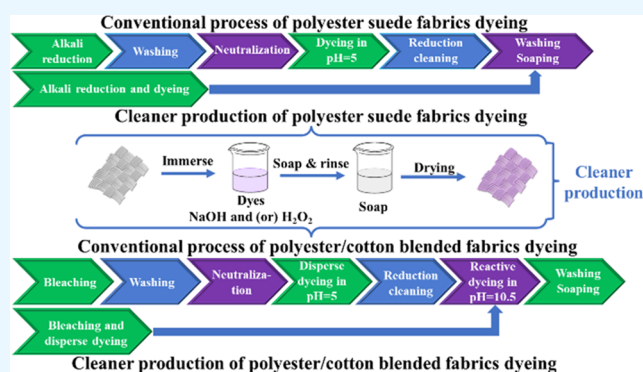 Conventional process of polyester suede fabrics dyeing
Alkali
reduction
Washing
Neutralization
Dyeing in
pH=5
Reduction
cleaning
Washing
Soaping
Alkali reduction and dyeing
Cleaner production of polyester suede fabrics dyeing
Immerse
Soap & rinse
Drying
Dyes
NaOH and (or) H₂O₂
Soap
Cleaner
production
Conventional process of polyester/cotton blended fabrics dyeing
Bleaching
Washing
Neutraliza-
tion
Disperse
dyeing in
pH=5
Reduction
cleaning
Reactive
dyeing in
pH=10.5
Washing
Soaping
Bleaching and
disperse dyeing
Cleaner production of polyester/cotton blended fabrics dyeing